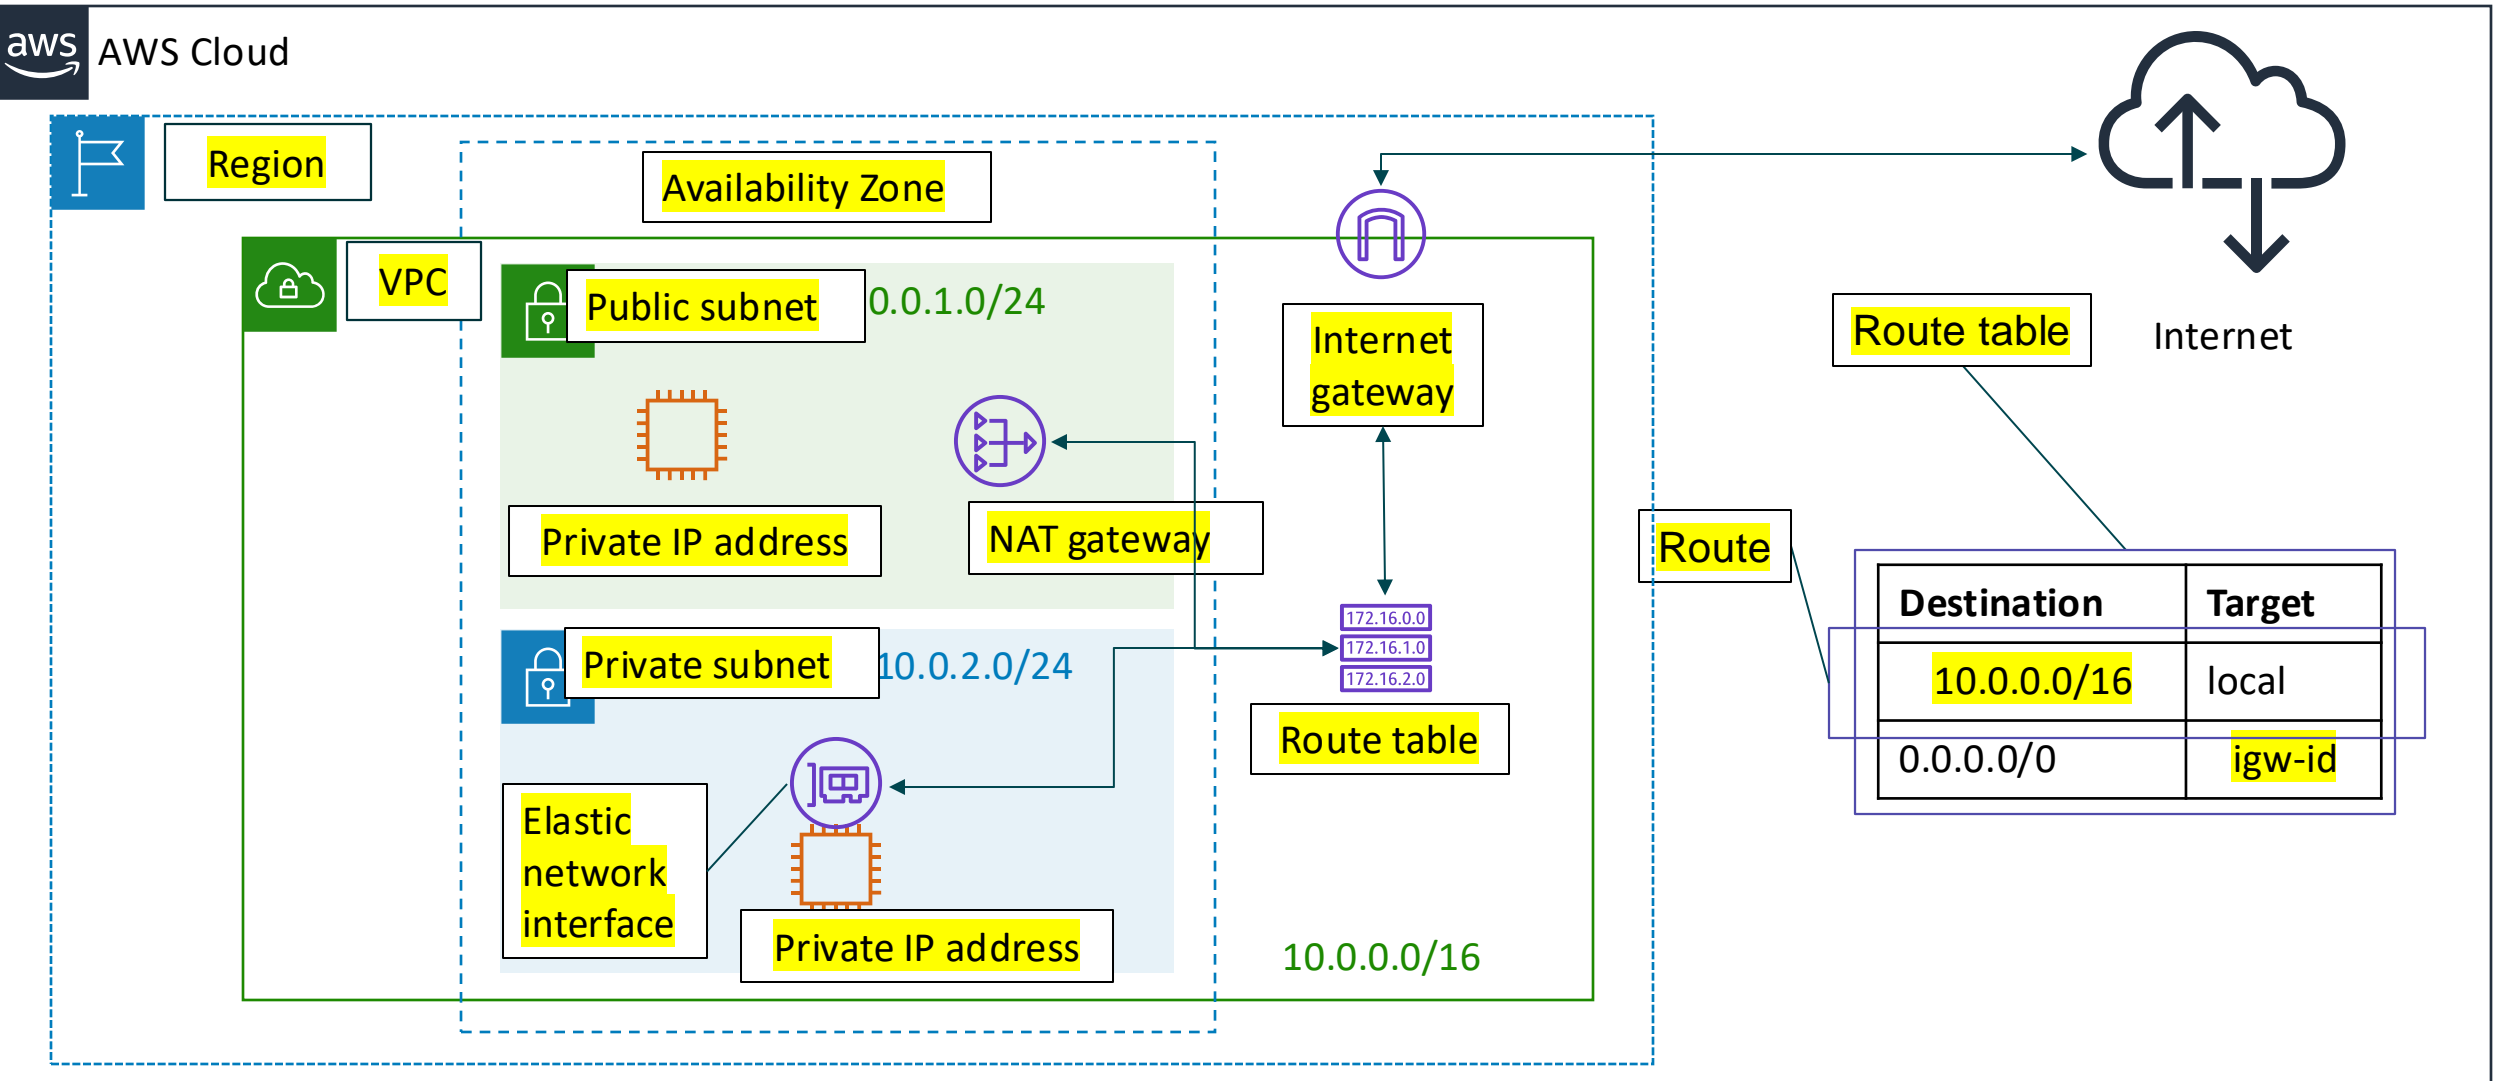 aws
AWS Cloud
Region
Availability Zone
VPC
Public subnet
0.0.1.0/24
Internet
gateway
Route table
Internet
Private IP address
NAT gateway
Route
172.16.0.0
172.16.1.0
172.16.2.0
Destination
Target
Private subnet
10.0.2.0/24
10.0.0.0/16
local
Route table
0.0.0.0/0
igw-id
Elastic
network
interface
Private IP address
10.0.0.0/16